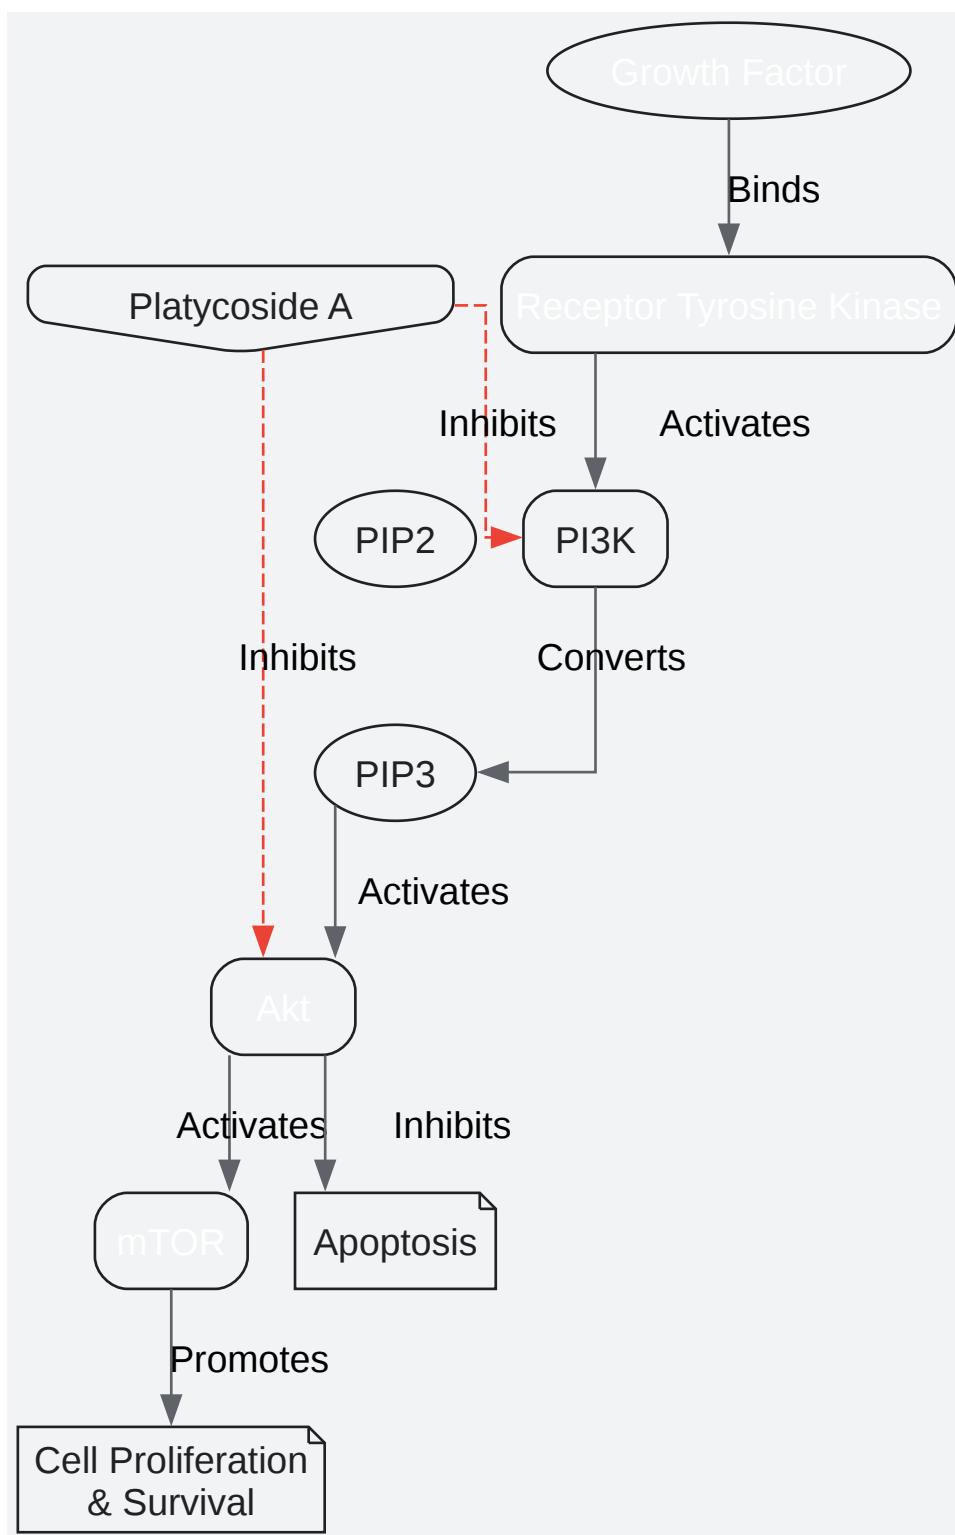 Growth Factor
Binds
Platycoside A
Receptor Tyrosine Kinase
Inhibits
Activates
PIP2
PI3K
Inhibits
Converts
PIP3
Activates
Akt
Activates
Inhibits
mTOR
Apoptosis
Promotes
Cell Proliferation
& Survival